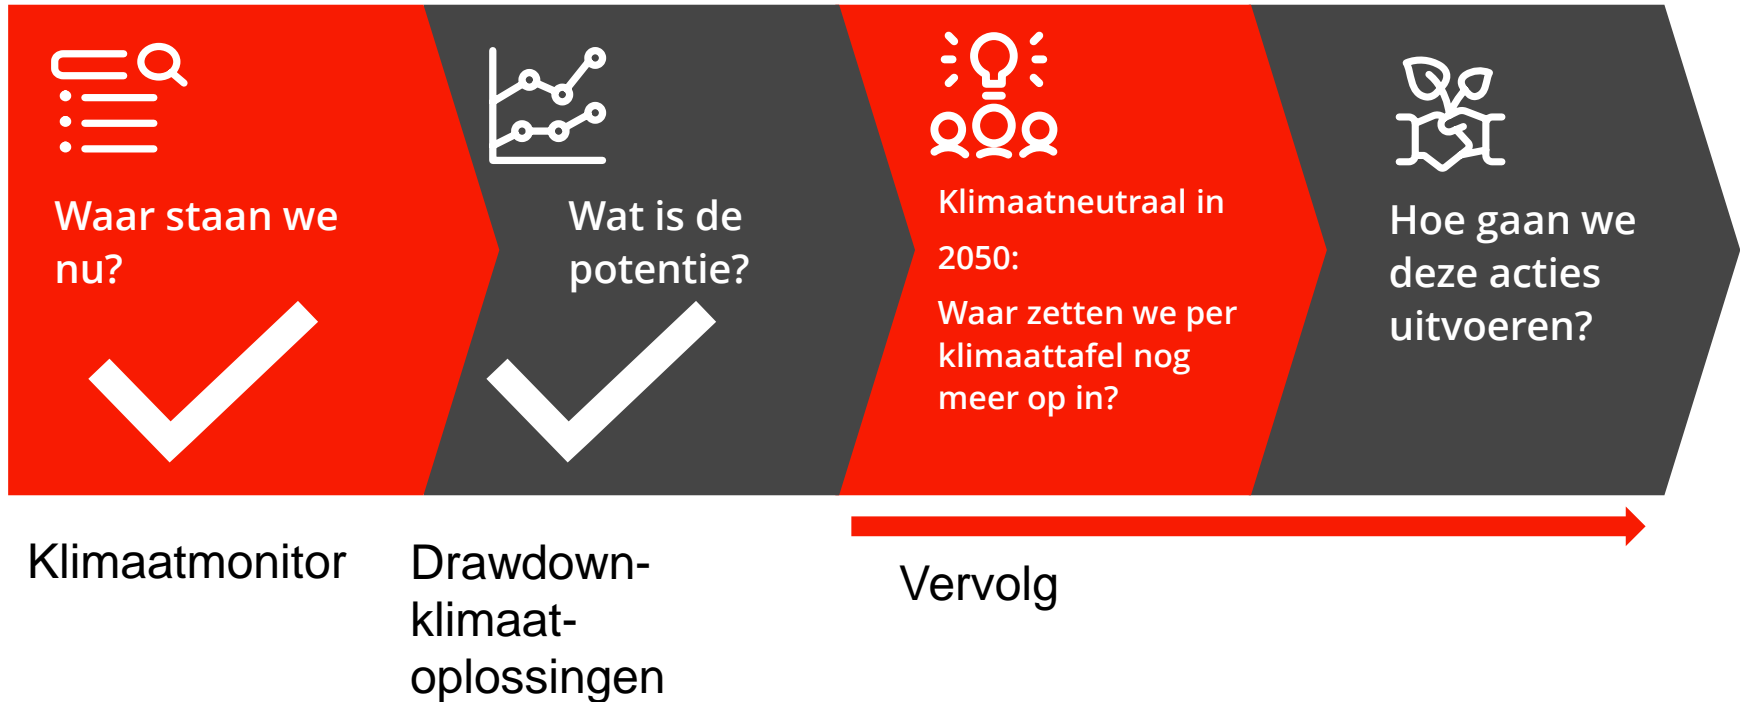 Waar staan we
nu?
Wat is de
potentie?
Klimaatneutraal in
2050:
Waar zetten we per
klimaattafel nog
meer op in?
Hoe gaan we
deze acties
uitvoeren?
Klimaatmonitor
Drawdown-
klimaat-
oplossingen
Vervolg